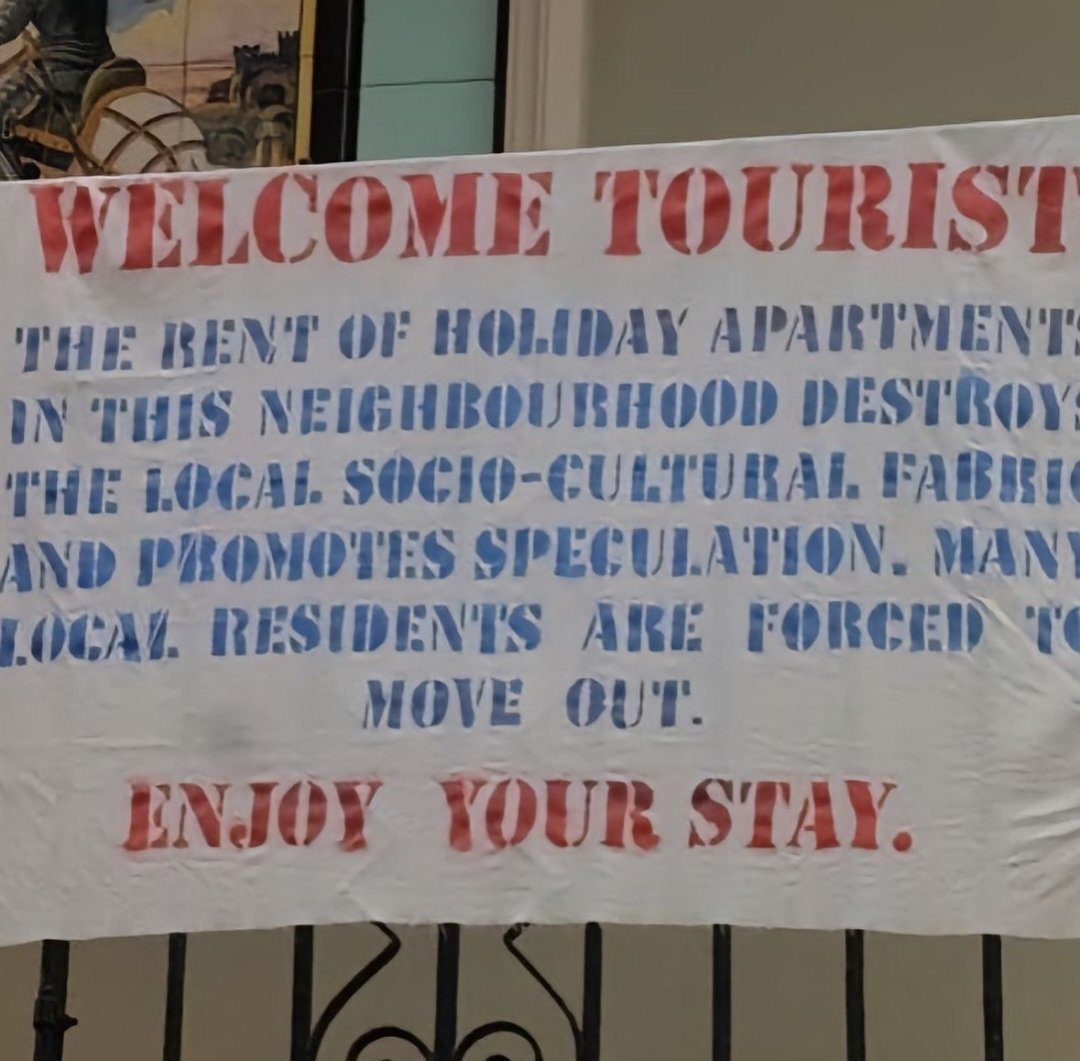 WELCOME TOURIST
THE RENT OF HOLIDAY APARTMENTS
IN THIS NEIGHBOURHOOD DESTROYS
THE LOCAL SOCIO-CULTURAL FABRIC
AND PROMOTES SPECULATION. MANY
LOCAL RESIDENTS ARE FORCED TO
MOVE OUT.
ENJOY YOUR STAY.